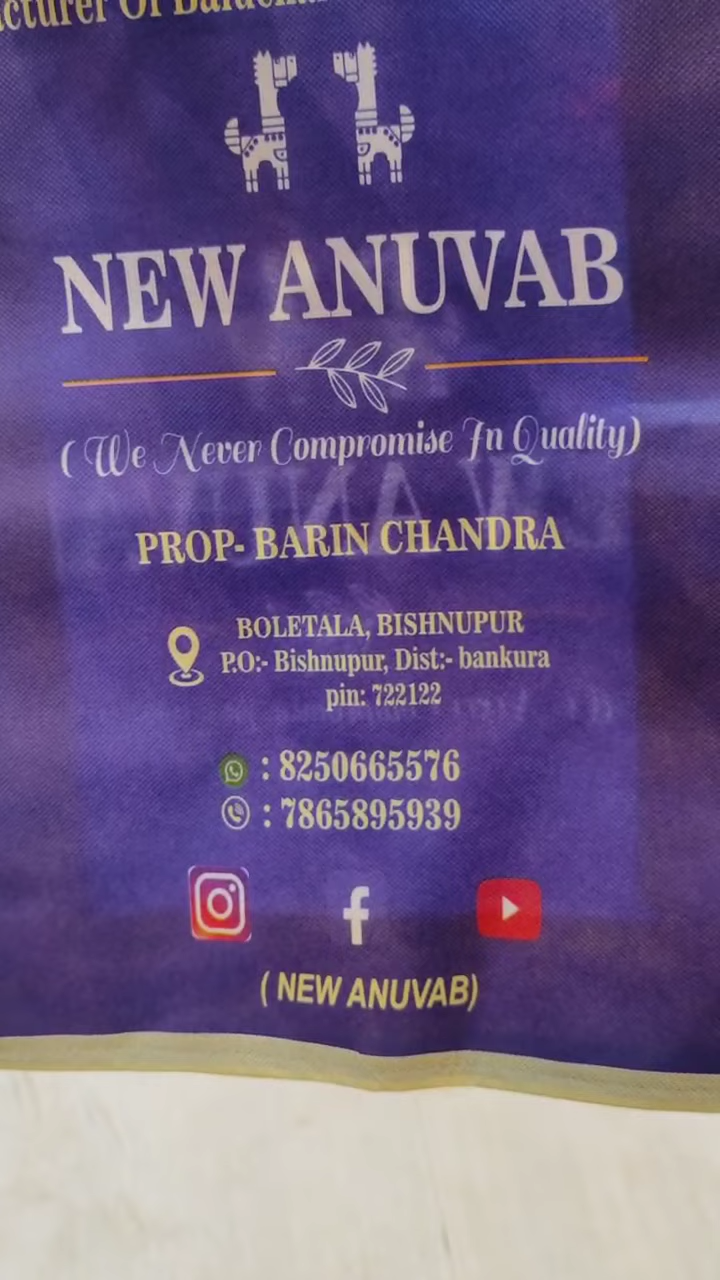 Of
NEW ANUVAB
( We Never Compromise In Quality)
PROP- BARIN CHANDRA
BOLETALA, BISHNUPUR
P.O:- Bishnupur, Dist:- bankura
pin: 722122
: 8250665576
: 7865895939
( NEW ANUVAB)